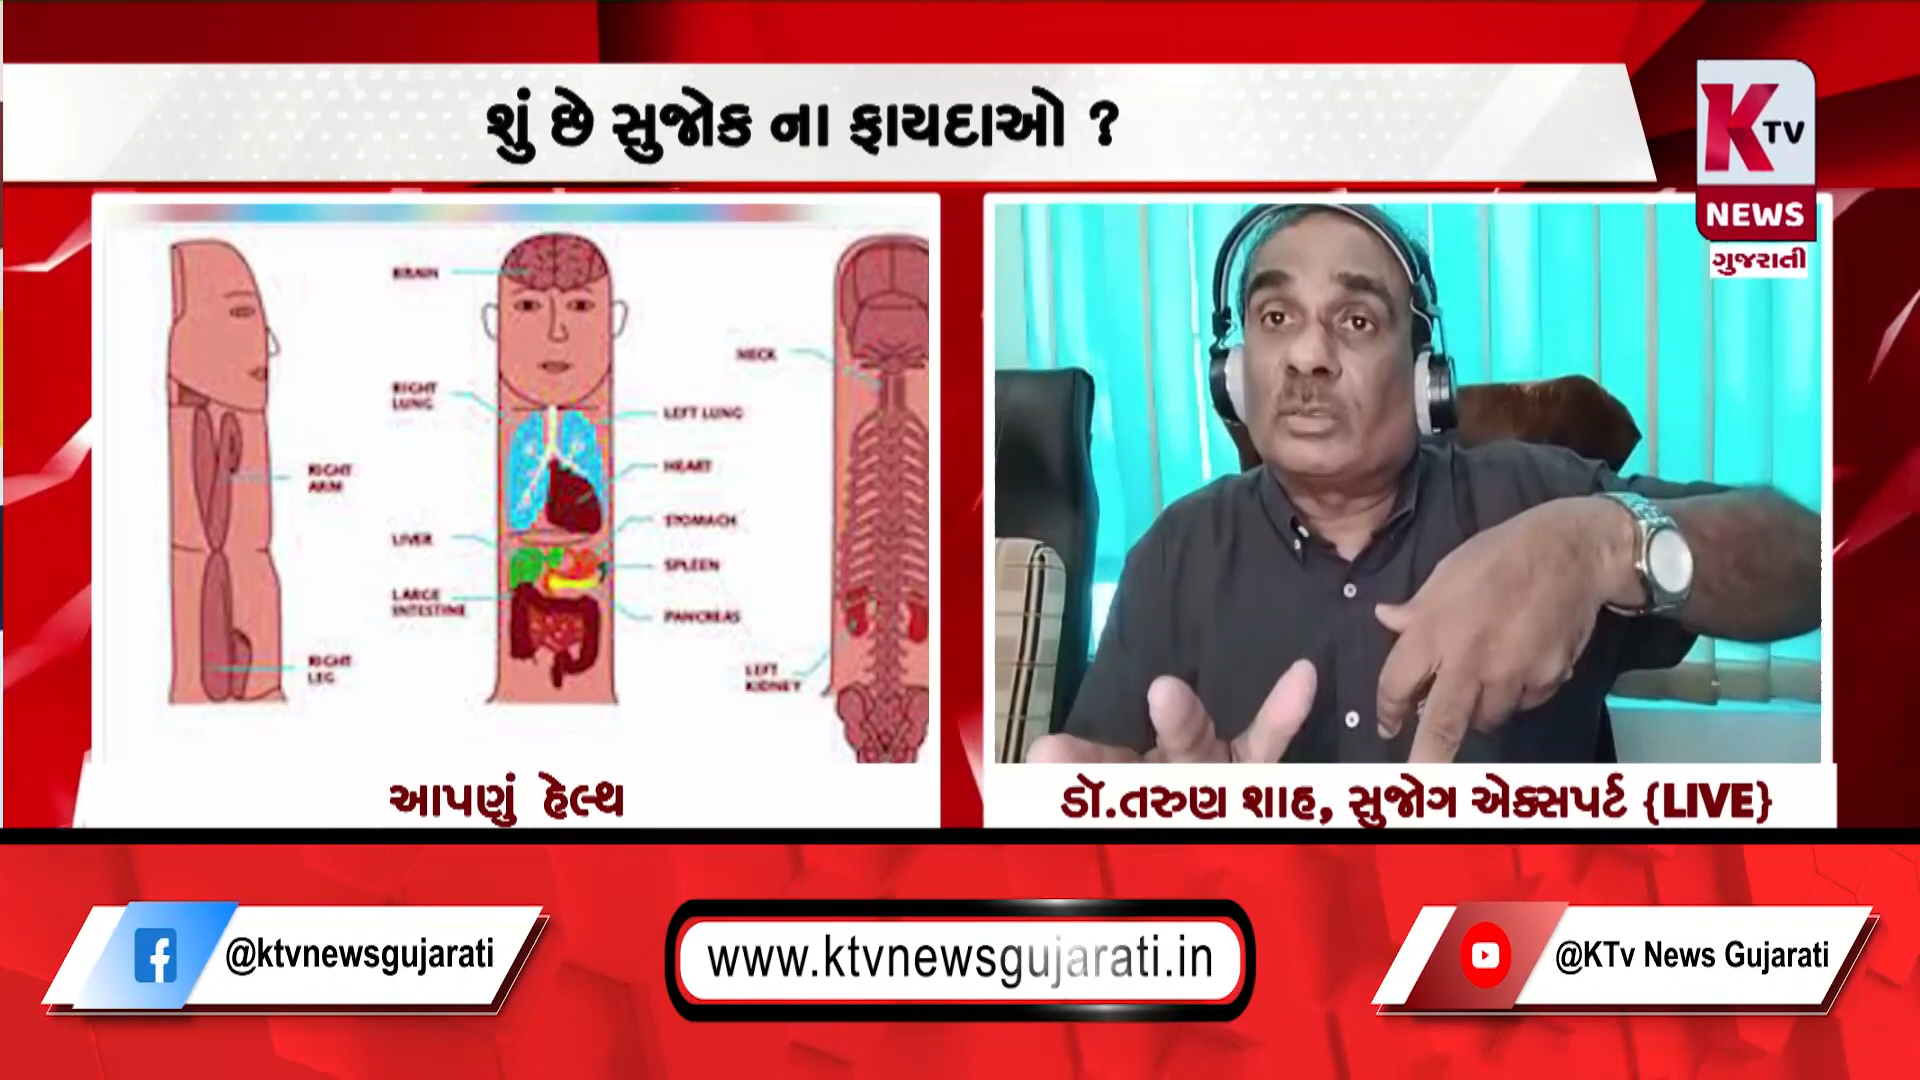 શું છે સુજોક ના ફાયદાઓ ?
K TV
NEWS
ગુજરાતી
BRAIN
NECK
RIGHT
LUNG
LEFT LUNG
HEART
RIGHT
ARM
STOMACH
LIVER
SPLEEN
LARGE
INTESTINE
PANCREAS
RIGHT
LEG
LEFT
KIDNEY
આપણું હેલ્થ
ડૉ.તરુણ શાહ, સુજોગ એક્સપર્ટ {LIVE}
@ktvnewsgujarati
www.ktvnewsgujarati.in
@KTv News Gujarati